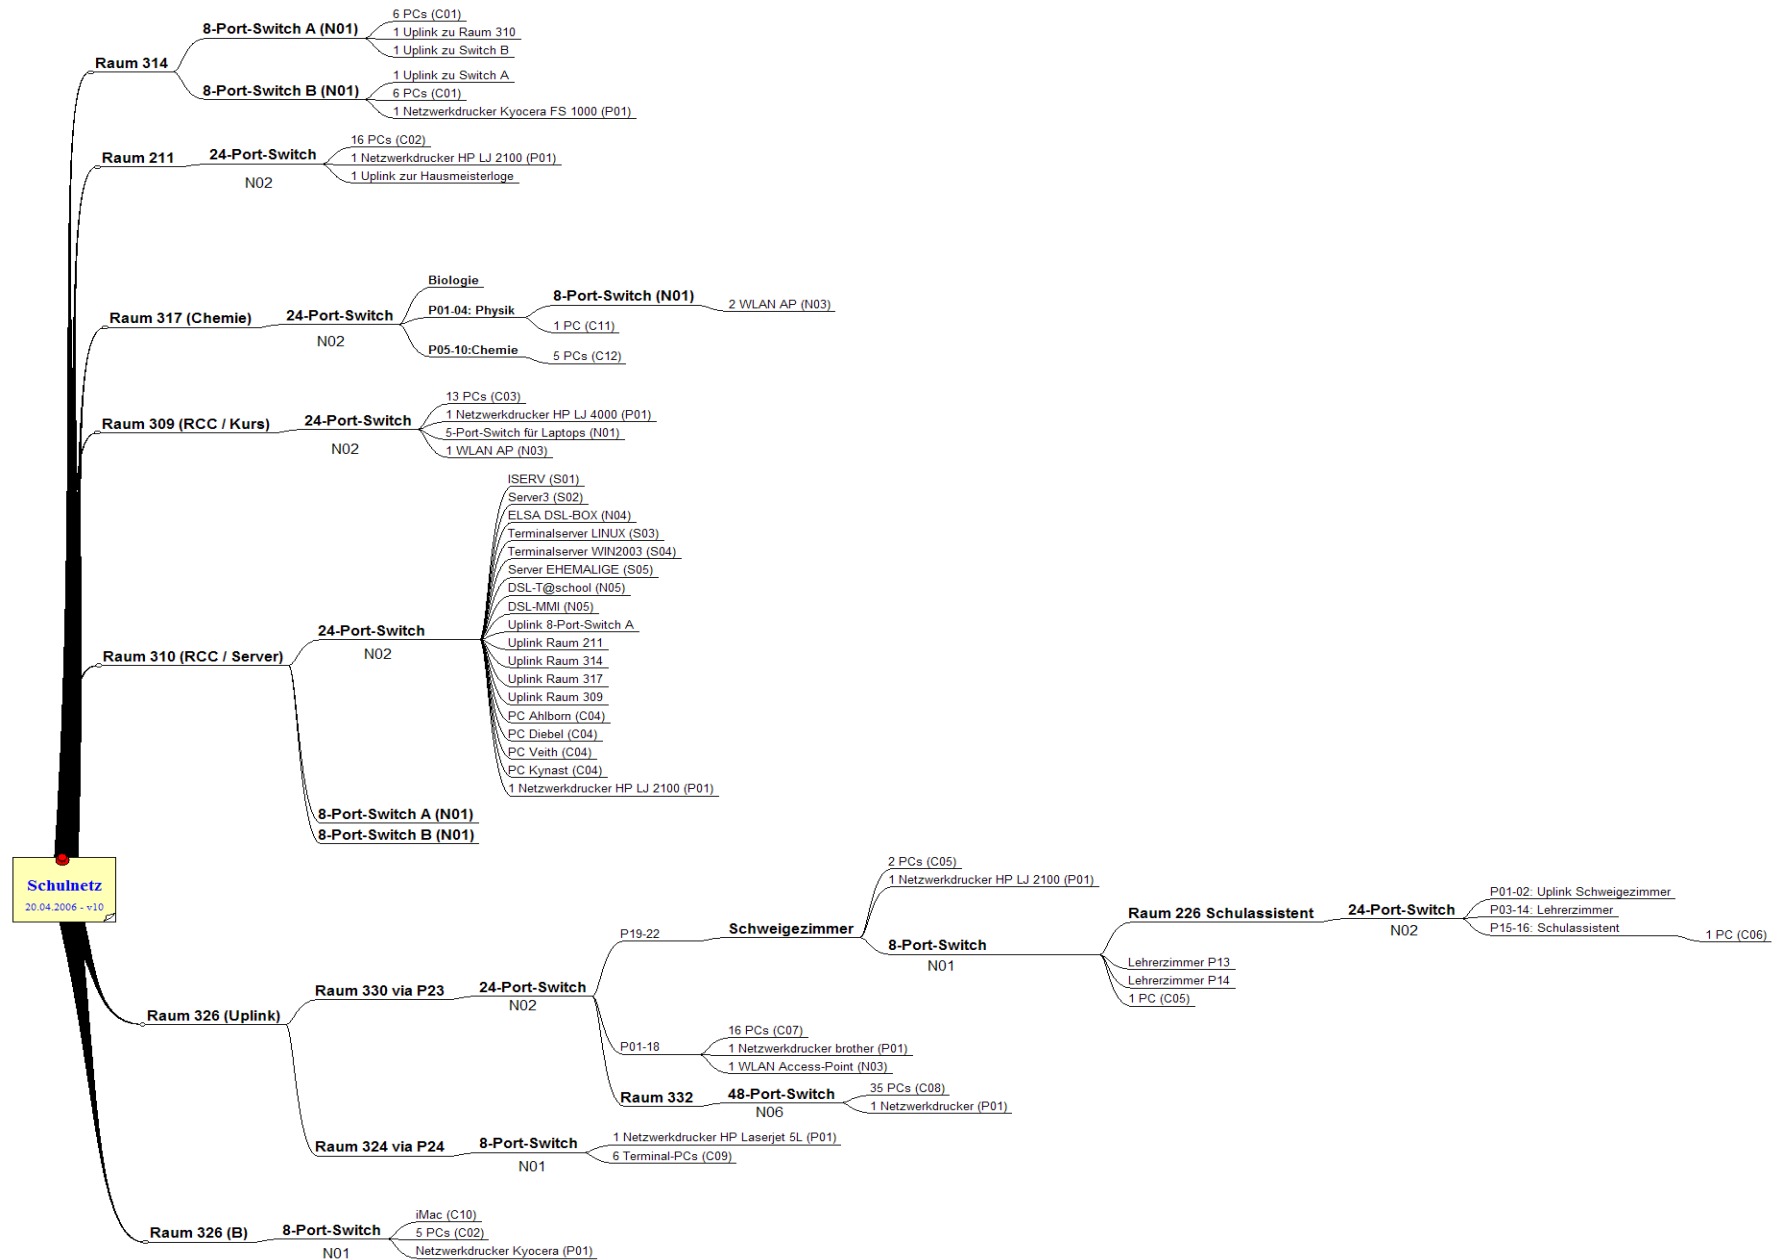 6 PCs (C01)
8-Port-Switch A (N01)
1 Uplink zu Raum 310
1 Uplink zu Switch B
Raum 314
1 Uplink zu Switch A
8-Port-Switch B (N01)
6 PCs (C01)
1 Netzwerkdrucker Kyocera FS 1000 (P01)
16 PCs (C02)
Raum 211
24-Port-Switch
N02
1 Netzwerkdrucker HP LJ 2100 (P01)
1 Uplink zur Hausmeisterloge
Biologie
Raum 317 (Chemie)
24-Port-Switch
N02
P01-04: Physik
8-Port-Switch (N01)
2 WLAN AP (N03)
1 PC (C11)
P05-10:Chemie
5 PCs (C12)
13 PCs (C03)
Raum 309 (RCC / Kurs)
24-Port-Switch
N02
1 Netzwerkdrucker HP LJ 4000 (P01)
5-Port-Switch für Laptops (N01)
1 WLAN AP (N03)
ISERV (S01)
Server3 (S02)
ELSA DSL-BOX (N04)
Terminalserver LINUX (S03)
Terminalserver WIN2003 (S04)
Server EHEMALIGE (S05)
DSL-T@school (N05)
DSL-MMI (N05)
Uplink 8-Port-Switch A
24-Port-Switch
N02
Uplink Raum 211
Raum 310 (RCC / Server)
Uplink Raum 314
Uplink Raum 317
Uplink Raum 309
PC Ahlborn (C04)
PC Diebel (C04)
PC Veith (C04)
PC Kynast (C04)
1 Netzwerkdrucker HP LJ 2100 (P01)
8-Port-Switch A (N01)
8-Port-Switch B (N01)
Schulnetz
20.04.2006 - v10
2 PCs (C05)
1 Netzwerkdrucker HP LJ 2100 (P01)
P19-22
Schweigezimmer
8-Port-Switch
N01
Raum 226 Schulassistent
24-Port-Switch
N02
P01-02: Uplink Schweigezimmer
P03-14: Lehrerzimmer
P15-16: Schulassistent
1 PC (C06)
Lehrerzimmer P13
Lehrerzimmer P14
1 PC (C05)
Raum 330 via P23
24-Port-Switch
N02
Raum 326 (Uplink)
P01-18
16 PCs (C07)
1 Netzwerkdrucker brother (P01)
1 WLAN Access-Point (N03)
Raum 332
48-Port-Switch
N06
35 PCs (C08)
1 Netzwerkdrucker (P01)
Raum 324 via P24
8-Port-Switch
N01
1 Netzwerkdrucker HP Laserjet 5L (P01)
6 Terminal-PCs (C09)
Raum 326 (B)
8-Port-Switch
N01
iMac (C10)
5 PCs (C02)
Netzwerkdrucker Kyocera (P01)